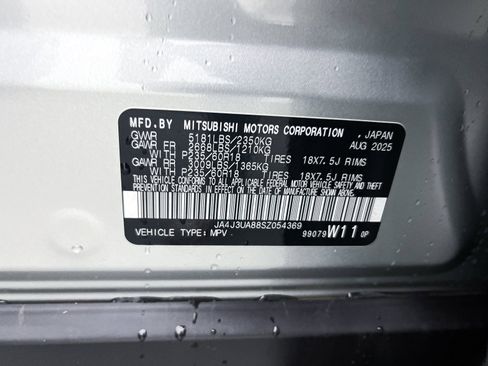 MFD.BY MITSUBISHI MOTORS CORPORATION, JAPAN
GVWR 5181LBS/2350KG AUG 2025
GAWR FR 2668LBS/1210KG
WITH P235/60R18 TIRES 18X7.5J RIMS
GAWR RR 3009LBS/1365KG
WITH P235/60R18 TIRES 18X7.5J RIMS
THIS VEHICLE CONFORMS TO ALL APPLICABLE FEDERAL MOTOR VEHICLE SAFETY AND
THEFT PREVENTION STANDARDS IN EFFECT ON THE DATE OF MANUFACTURE SHOWN ABOVE.
JA4J3UA88SZ054369
VEHICLE TYPE: MPV 99079 W11 0P